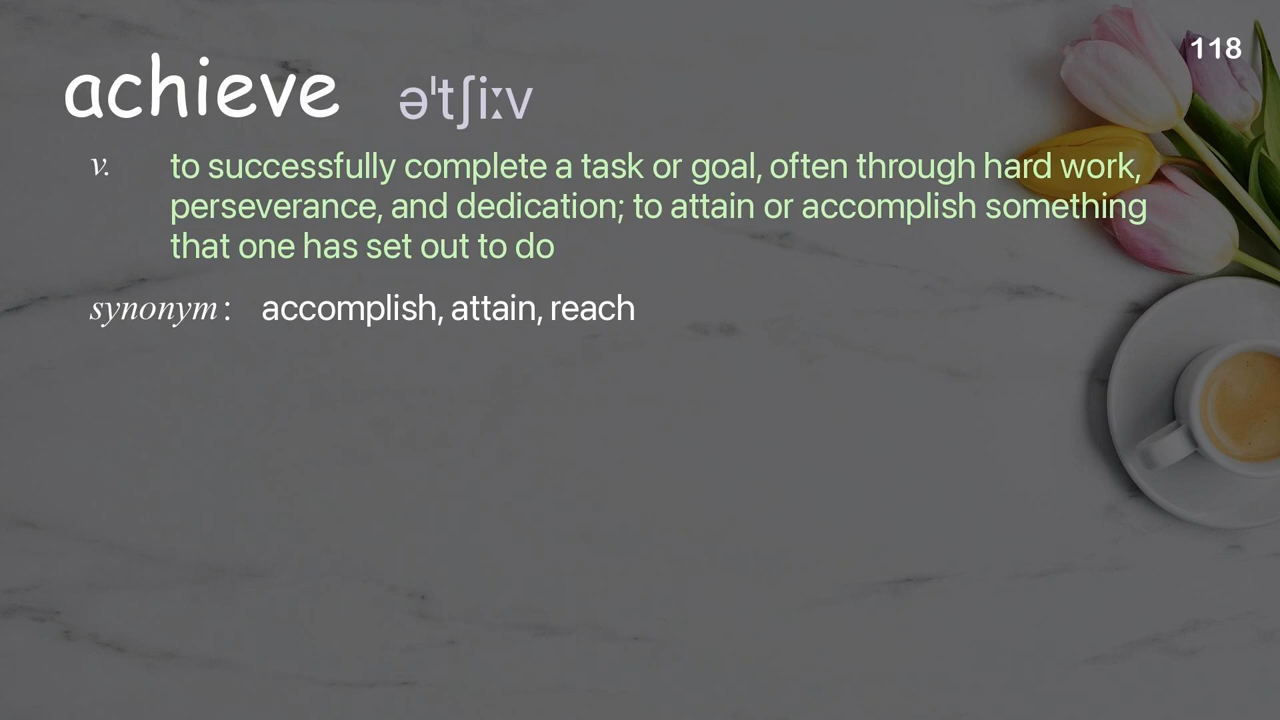 118
achieve əˈtʃiːv
v. to successfully complete a task or goal, often through hard work,
perseverance, and dedication; to attain or accomplish something
that one has set out to do
synonym: accomplish, attain, reach